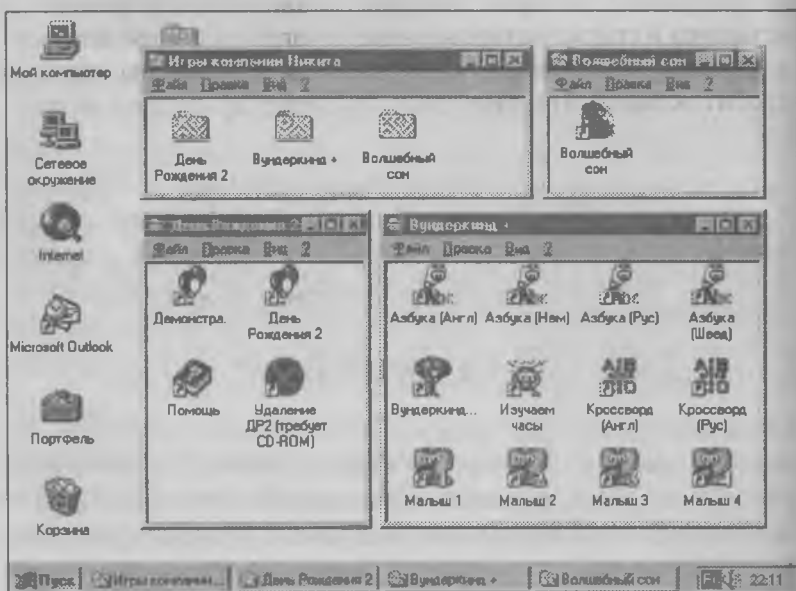 Мой компьютер
Сетевое
окружение
Internet
Microsoft Outlook
Портфель
Корзина
Игры компании Никита
Файл Правка Вид ?
День
Рождения 2
Вундеркинд +
Волшебный
сон
Волшебный сон
Файл Правка Вид ?
Волшебный
сон
День Рождения 2
Файл Правка Вид ?
Демонстра.
День
Рождения 2
Помощь
Удаление
ДР2 (требует
CD-ROM)
Вундеркинд +
Файл Правка Вид ?
Азбука (Англ) Азбука (Нем) Азбука (Рус) Азбука
(Швед)
Вундеркинд... Изучаем
часы
Кроссворд
(Англ)
Кроссворд
(Рус)
Малыш 1 Малыш 2 Малыш 3 Малыш 4
Пуск Игры компании... День Рождения 2 Вундеркинд + Волшебный сон 22:11